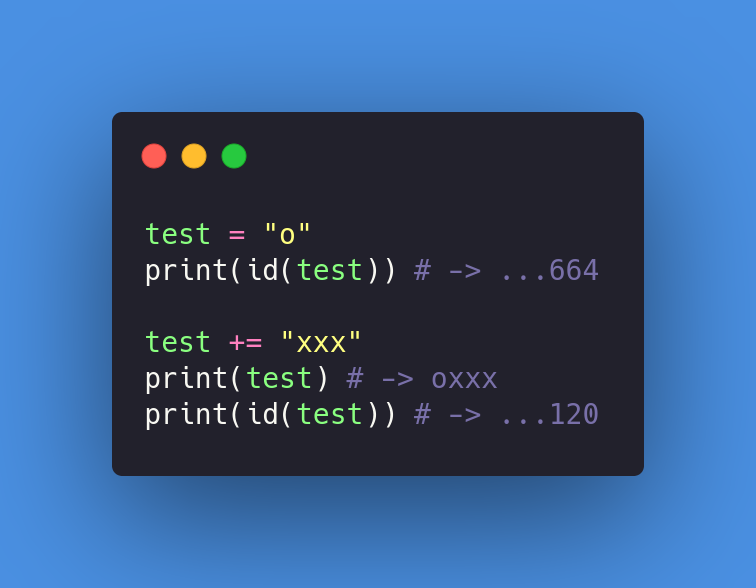 test = "o"
print(id(test)) # -> ...664
test += "xxx"
print(test) # -> oxxx
print(id(test)) # -> ...120